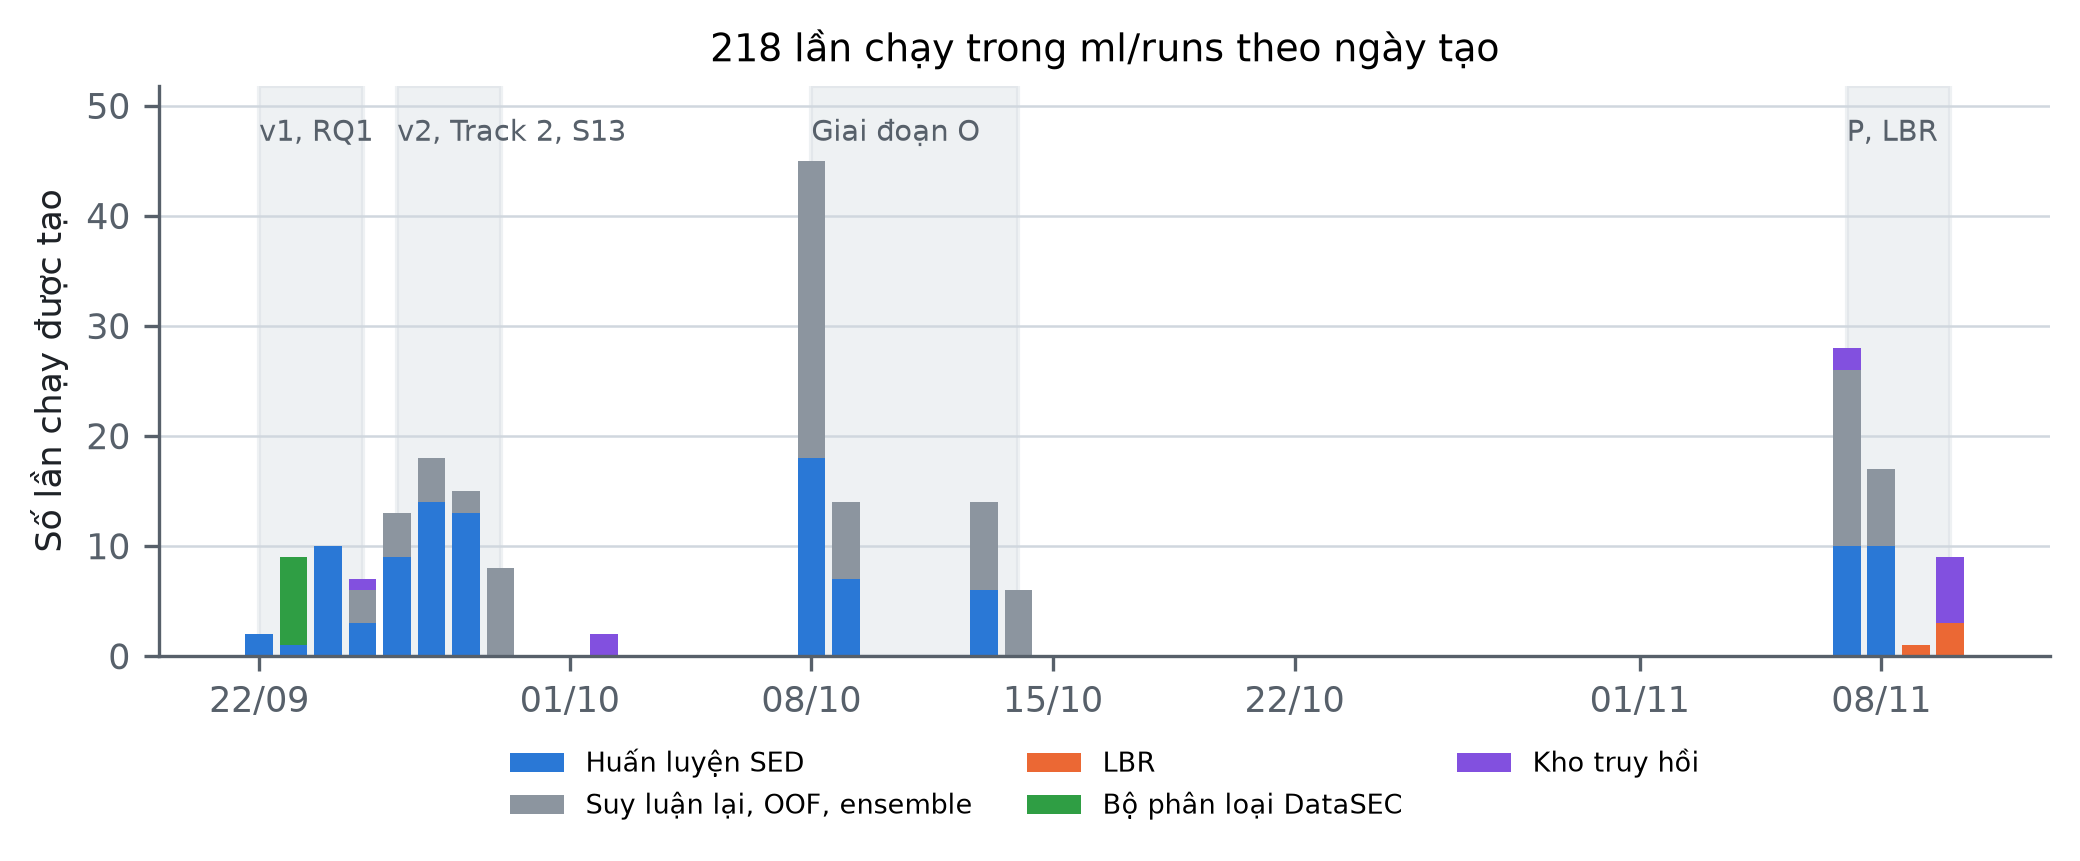 218 lần chạy trong ml/runs theo ngày tạo
Số lần chạy được tạo
50
40
30
20
10
0
v1, RQ1
v2, Track 2, S13
Giai đoạn O
P, LBR
22/09
01/10
08/10
15/10
22/10
01/11
08/11
Huấn luyện SED
LBR
Kho truy hồi
Suy luận lại, OOF, ensemble
Bộ phân loại DataSEC